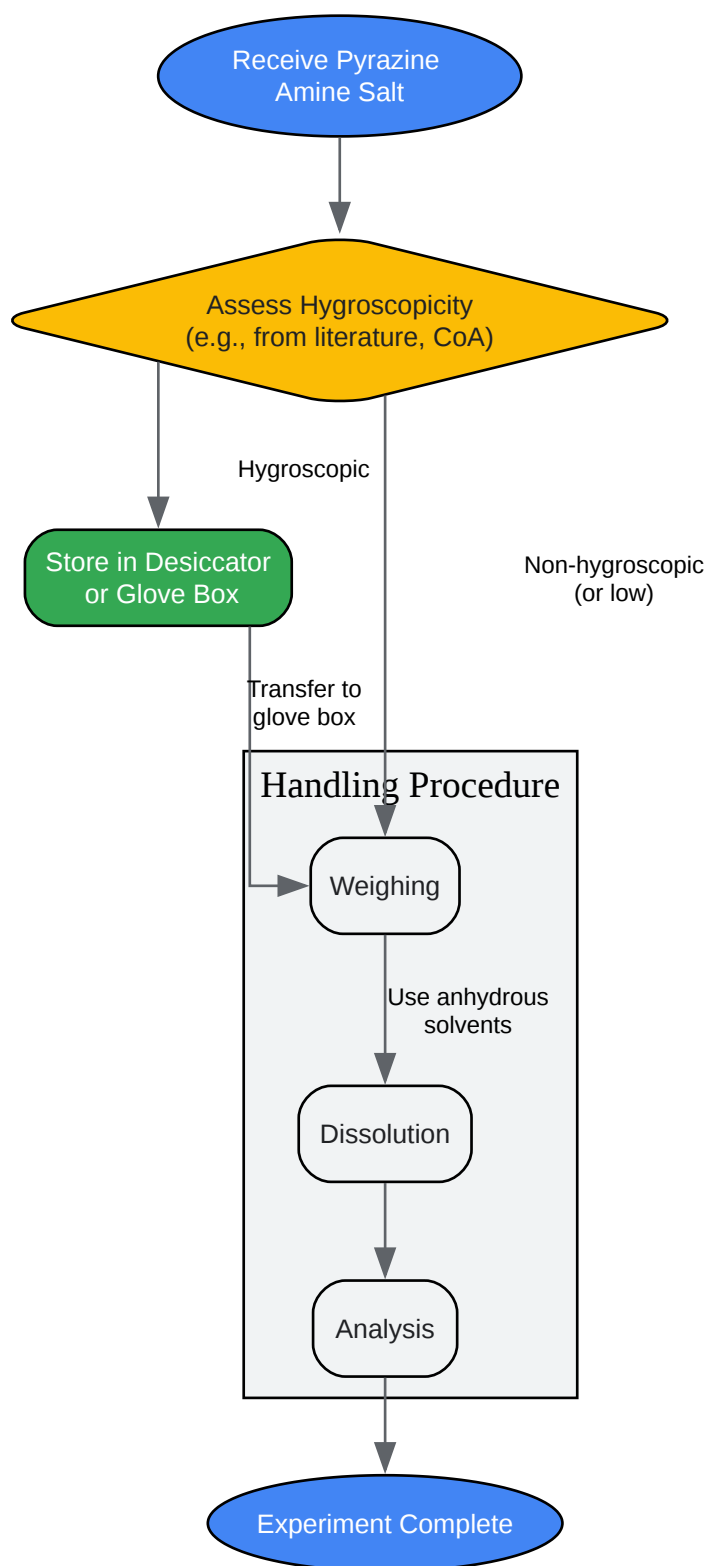 Receive Pyrazine
Amine Salt
Assess Hygroscopicity
(e.g., from literature, CoA)
Hygroscopic
Store in Desiccator
or Glove Box
Non-hygroscopic
(or low)
Transfer to
glove box
Handling Procedure
Weighing
Use anhydrous
solvents
Dissolution
Analysis
Experiment Complete